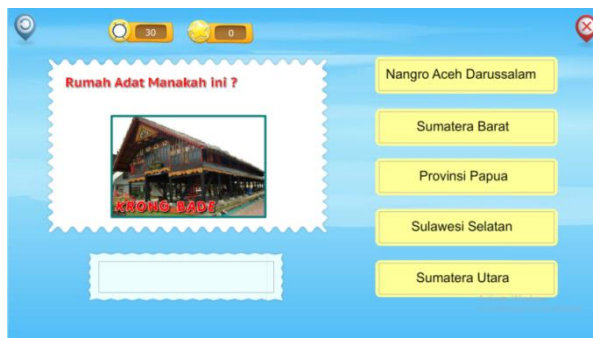 30
0
Rumah Adat Manakah ini ?
KRONG BADE
Nangro Aceh Darussalam
Sumatera Barat
Provinsi Papua
Sulawesi Selatan
Sumatera Utara